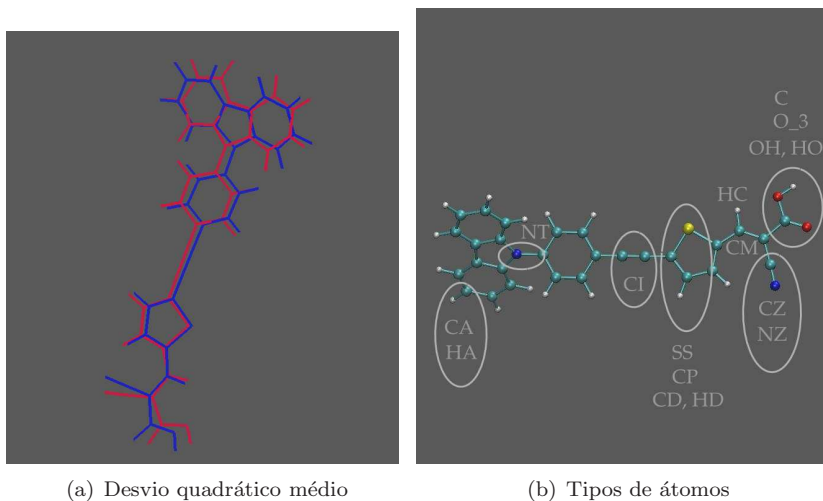 C
O_3
OH, HO
HC
NT
CM
CI
CZ
NZ
CA
HA
SS
CP
CD, HD
(a) Desvio quadrático médio
(b) Tipos de átomos